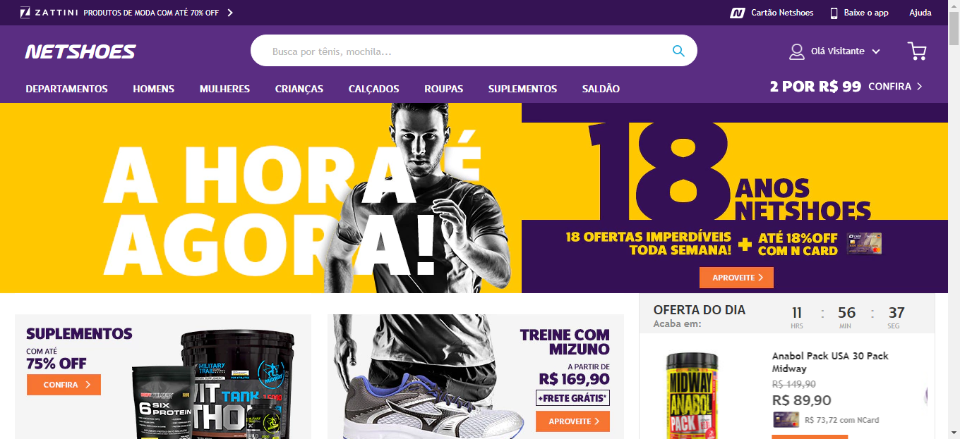 ZATTINI PRODUTOS DE MODA COM ATÉ 70% OFF
Cartão Netshoes
Baixe o app
Ajuda
NETSHOES
Busca por tênis, mochila...
Olá Visitante
DEPARTAMENTOS
HOMENS
MULHERES
CRIANÇAS
CALÇADOS
ROUPAS
SUPLEMENTOS
SALDÃO
2 POR R$ 99 CONFIRA
A HORA É
AGORA!
18
ANOS
NETSHOES
18 OFERTAS IMPERDÍVEIS
TODA SEMANA!
+
ATÉ 18%OFF
COM N CARD
APROVEITE
SUPLEMENTOS
COM ATÉ
75% OFF
CONFIRA
MILITARY
TRAIL
6 SIX
PROTEIN
VIT
THO
TANK
TREINE COM
MIZUNO
A PARTIR DE
R$ 169,90
+FRETE GRÁTIS*
APROVEITE
OFERTA DO DIA
Acaba em:
11 : 56 : 37
HRS MIN SEG
MIDWAY
ANABOL
PACK
Anabol Pack USA 30 Pack
Midway
R$ 149,90
R$ 89,90
R$ 73,72 com NCard